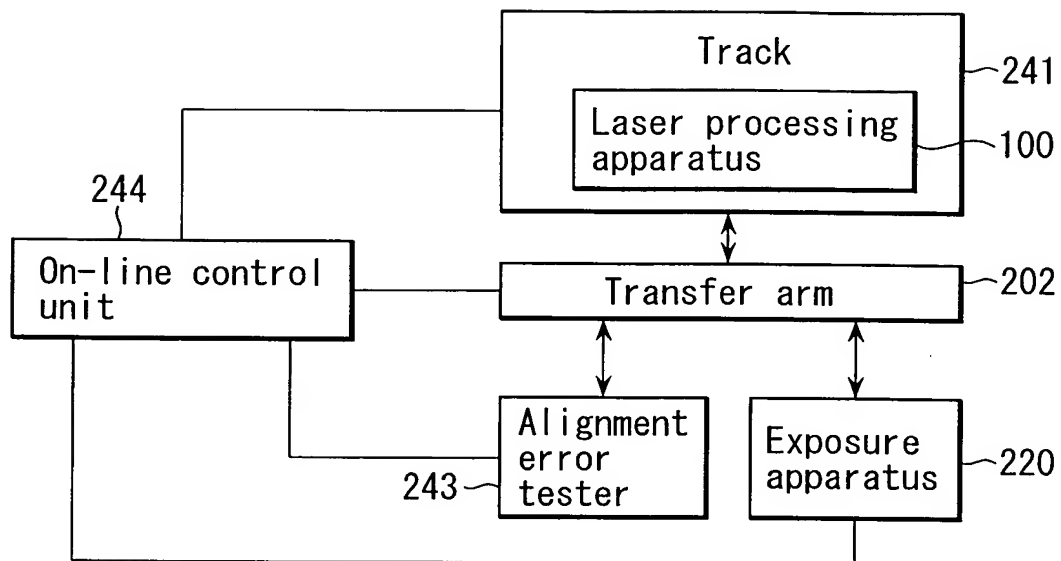 Track
241
Laser processing
apparatus
100
244
On-line control
unit
Transfer arm
202
Alignment
error
tester
243
Exposure
apparatus
220